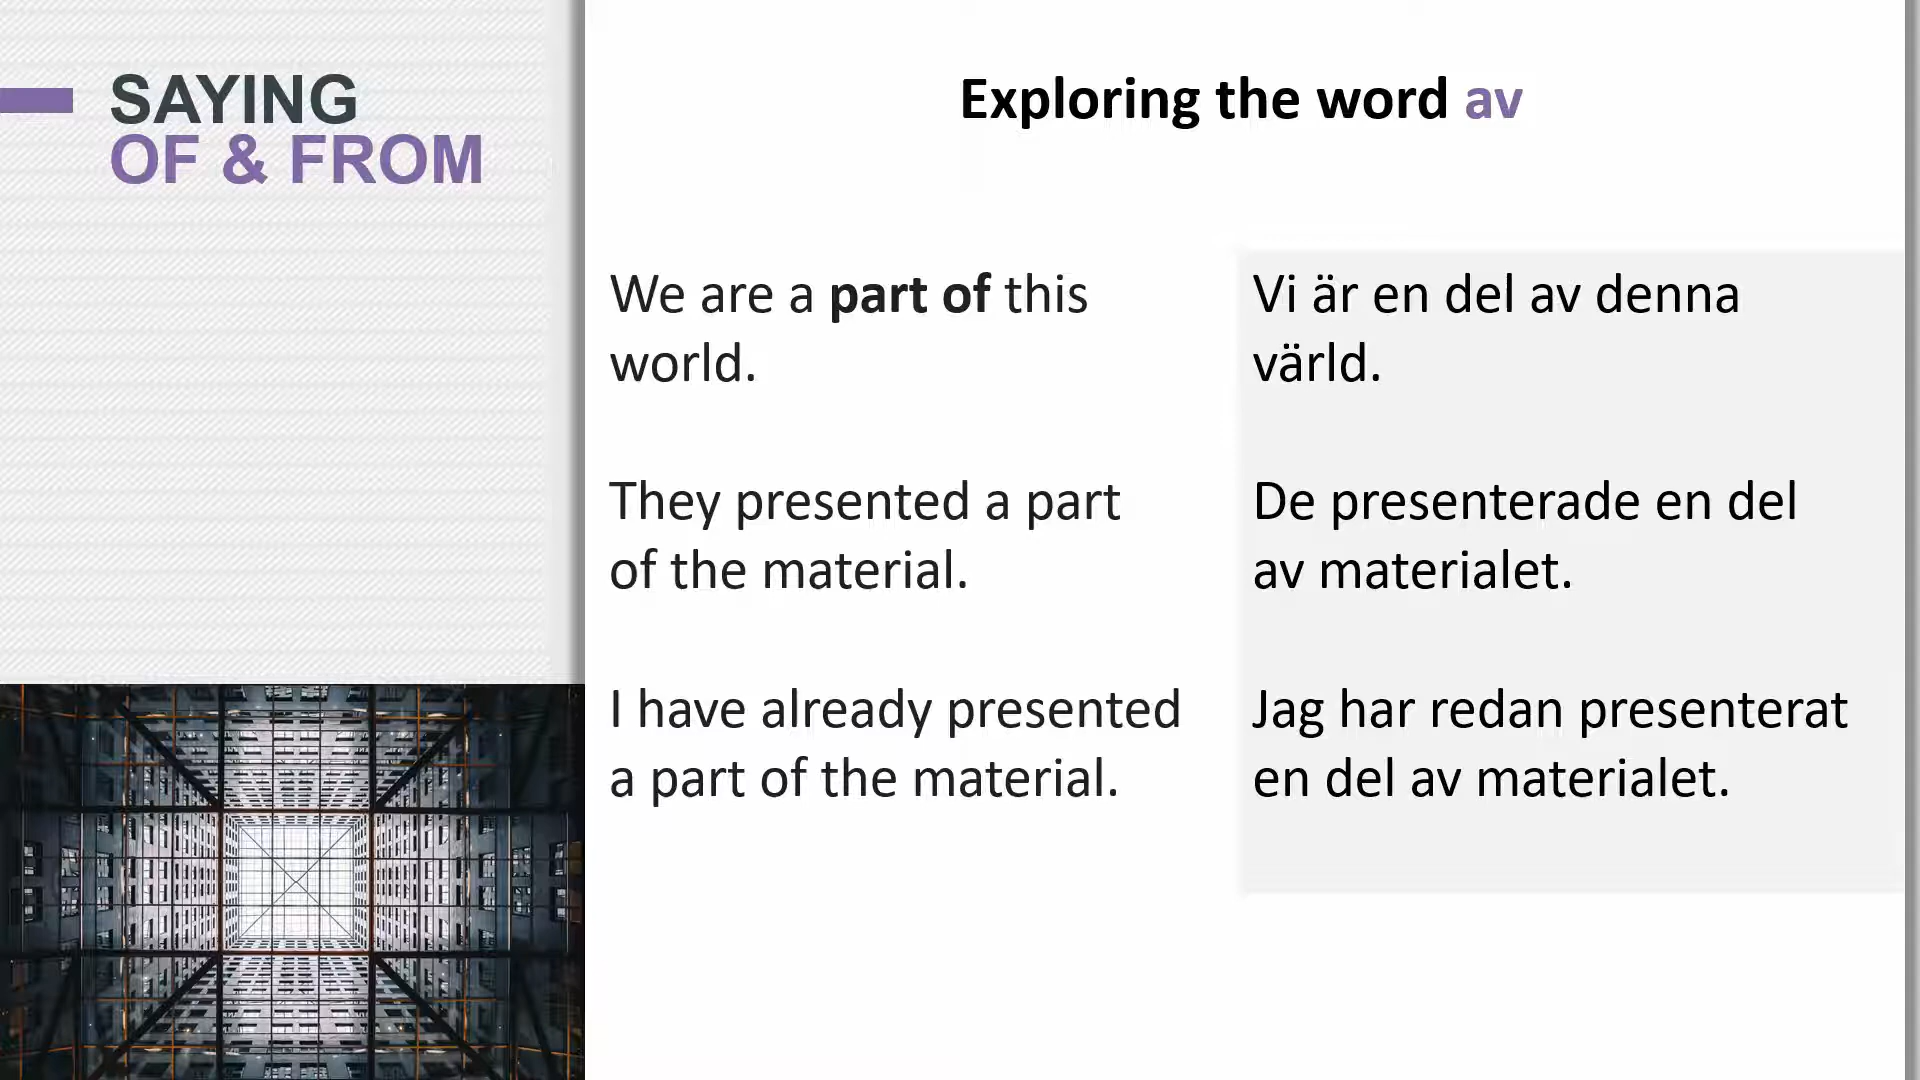 SAYING
OF & FROM
Exploring the word av
We are a part of this
world.
Vi är en del av denna
värld.
They presented a part
of the material.
De presenterade en del
av materialet.
I have already presented
a part of the material.
Jag har redan presenterat
en del av materialet.